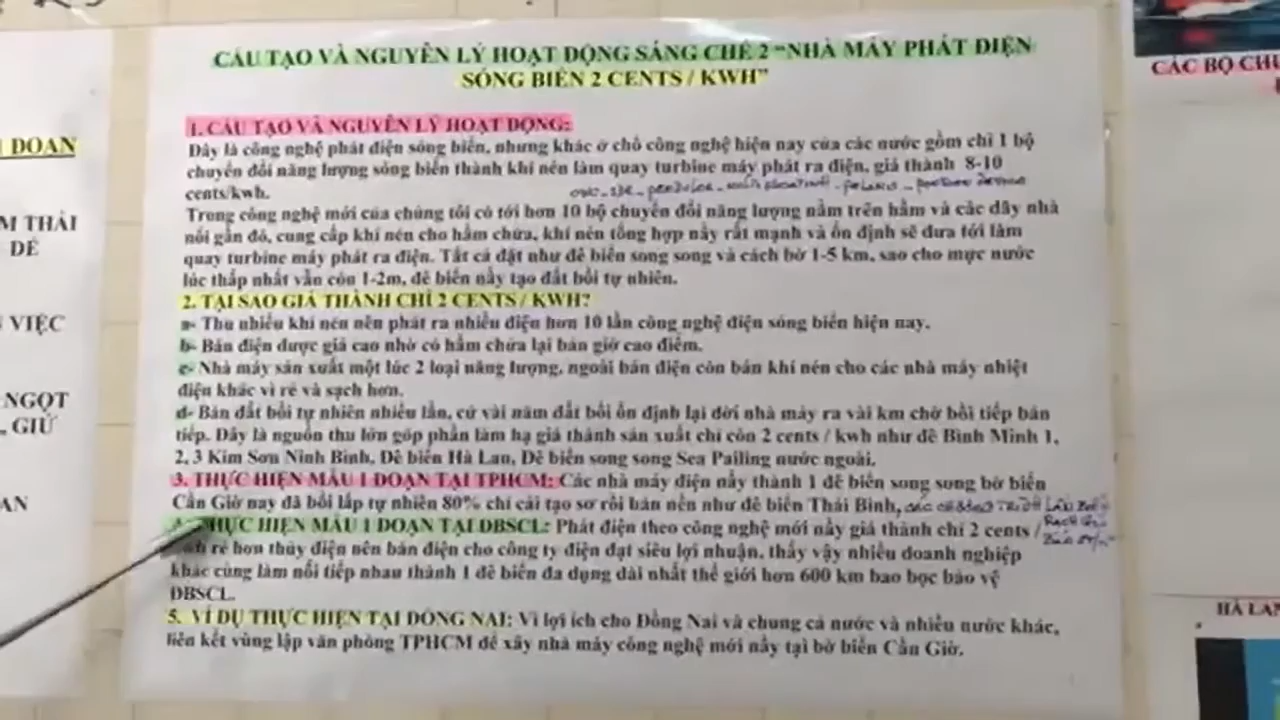 CẤU TẠO VÀ NGUYÊN LÝ HOẠT ĐỘNG SÁNG CHẾ 2 “NHÀ MÁY PHÁT ĐIỆN
SÓNG BIỂN 2 CENTS / KWH”
1. CẤU TẠO VÀ NGUYÊN LÝ HOẠT ĐỘNG:
Đây là công nghệ phát điện sóng biển, nhưng khác ở chỗ công nghệ hiện nay của các nước gồm chỉ 1 bộ
chuyển đổi năng lượng sóng biển thành khí nén làm quay turbine máy phát ra điện, giá thành 8-10
cents/kwh.
Trong công nghệ mới của chúng tôi có tới hơn 10 bộ chuyển đổi năng lượng nằm trên hầm và các dây nhà
nối gần đó, cung cấp khí nén cho hầm chứa, khí nén tổng hợp nầy rất mạnh và ổn định sẽ đưa tới làm
quay turbine máy phát ra điện. Tất cả đặt như đê biển song song và cách bờ 1-5 km, sao cho mực nước
lúc thấp nhất vẫn còn 1-2m, đê biển nầy tạo đất bồi tự nhiên.
2. TẠI SAO GIÁ THÀNH CHỈ 2 CENTS / KWH?
a- Thu nhiều khí nén nên phát ra nhiều điện hơn 10 lần công nghệ điện sóng biển hiện nay.
b- Bán điện được giá cao nhờ có hầm chứa lại bán giờ cao điểm.
c- Nhà máy sản xuất một lúc 2 loại năng lượng, ngoài bán điện còn bán khí nén cho các nhà máy nhiệt
điện khác vì rẻ và sạch hơn.
d- Bán đất bồi tự nhiên nhiều lần, cứ vài năm đất bồi ổn định lại dời nhà máy ra vài km chờ bồi tiếp bán
tiếp. Đây là nguồn thu lớn góp phần làm hạ giá thành sản xuất chỉ còn 2 cents / kwh như đê Bình Minh 1,
2, 3 Kim Sơn Ninh Bình, Đê biển Hà Lan, Đê biển song song Sea Pailing nước ngoài.
3. THỰC HIỆN MẪU 1 ĐOẠN TẠI TPHCM: Các nhà máy điện nầy thành 1 đê biển song song bờ biển
Cần Giờ nay đã bồi lắp tự nhiên 80% chỉ cải tạo sơ rồi bán nền như đê biển Thái Bình,
HỰC HIỆN MẪU 1 ĐOẠN TẠI ĐBSCL: Phát điện theo công nghệ mới nầy giá thành chỉ 2 cents /
rẻ hơn thủy điện nên bán điện cho công ty điện đạt siêu lợi nhuận, thấy vậy nhiều doanh nghiệp
khác cùng làm nối tiếp nhau thành 1 đê biển đa dụng dài nhất thế giới hơn 600 km bao bọc bảo vệ
ĐBSCL.
5. VÍ DỤ THỰC HIỆN TẠI ĐỒNG NAI: Vì lợi ích cho Đồng Nai và chung cả nước và nhiều nước khác,
liên kết vùng lập văn phòng TPHCM để xây nhà máy công nghệ mới nầy tại bờ biển Cần Giờ.
ĐOẠN
M THÁI
ĐỂ
VIỆC
NGỌT
, GIỮ
AN
CÁC BỘ CHU
HÀ LAN